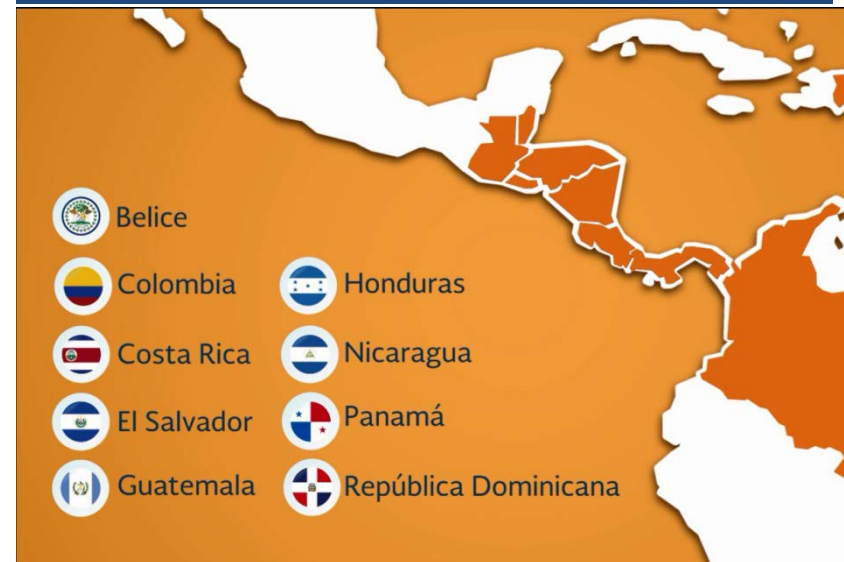 Belice
Colombia
Costa Rica
El Salvador
Guatemala
Honduras
Nicaragua
Panamá
República Dominicana